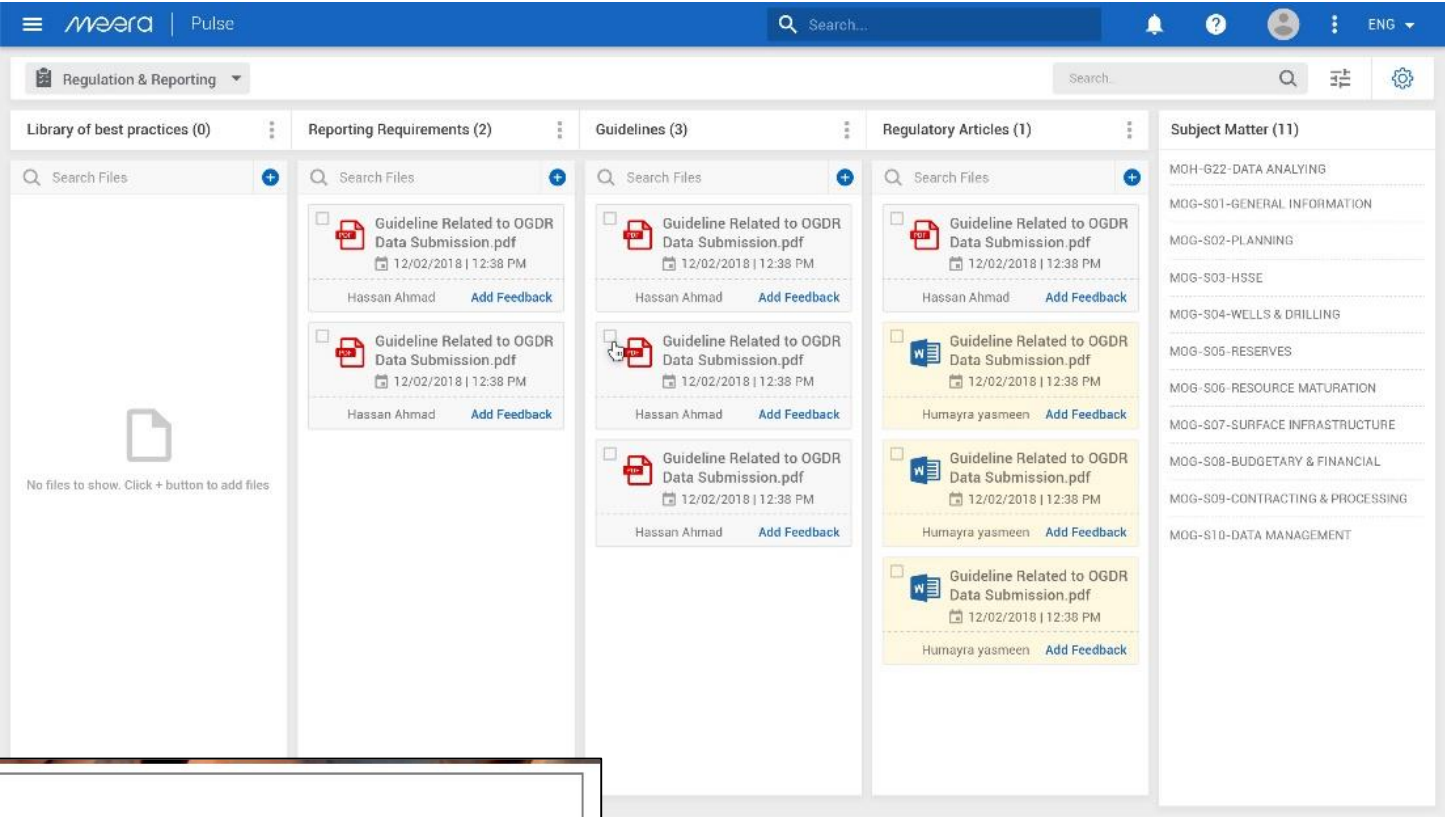 meera | Pulse
Search...
ENG
Regulation & Reporting
Search..
Library of best practices (0)
Search Files
No files to show. Click + button to add files
Reporting Requirements (2)
Search Files
PDF
Guideline Related to OGDR
Data Submission.pdf
12/02/2018 | 12:38 PM
Hassan Ahmad Add Feedback
PDF
Guideline Related to OGDR
Data Submission.pdf
12/02/2018 | 12:38 PM
Hassan Ahmad Add Feedback
Guidelines (3)
Search Files
PDF
Guideline Related to OGDR
Data Submission.pdf
12/02/2018 | 12:38 PM
Hassan Ahmad Add Feedback
PDF
Guideline Related to OGDR
Data Submission.pdf
12/02/2018 | 12:38 PM
Hassan Ahmad Add Feedback
PDF
Guideline Related to OGDR
Data Submission.pdf
12/02/2018 | 12:38 PM
Hassan Ahmad Add Feedback
Regulatory Articles (1)
Search Files
PDF
Guideline Related to OGDR
Data Submission.pdf
12/02/2018 | 12:38 PM
Hassan Ahmad Add Feedback
W
Guideline Related to OGDR
Data Submission.pdf
12/02/2018 | 12:38 PM
Humayra yasmeen Add Feedback
W
Guideline Related to OGDR
Data Submission.pdf
12/02/2018 | 12:38 PM
Humayra yasmeen Add Feedback
W
Guideline Related to OGDR
Data Submission.pdf
12/02/2018 | 12:38 PM
Humayra yasmeen Add Feedback
Subject Matter (11)
MOH-G22-DATA ANALYING
MOG-S01-GENERAL INFORMATION
MOG-S02-PLANNING
MOG-S03-HSSE
MOG-S04-WELLS & DRILLING
MOG-S05-RESERVES
MOG-S06-RESOURCE MATURATION
MOG-S07-SURFACE INFRASTRUCTURE
MOG-S08-BUDGETARY & FINANCIAL
MOG-S09-CONTRACTING & PROCESSING
MOG-S10-DATA MANAGEMENT